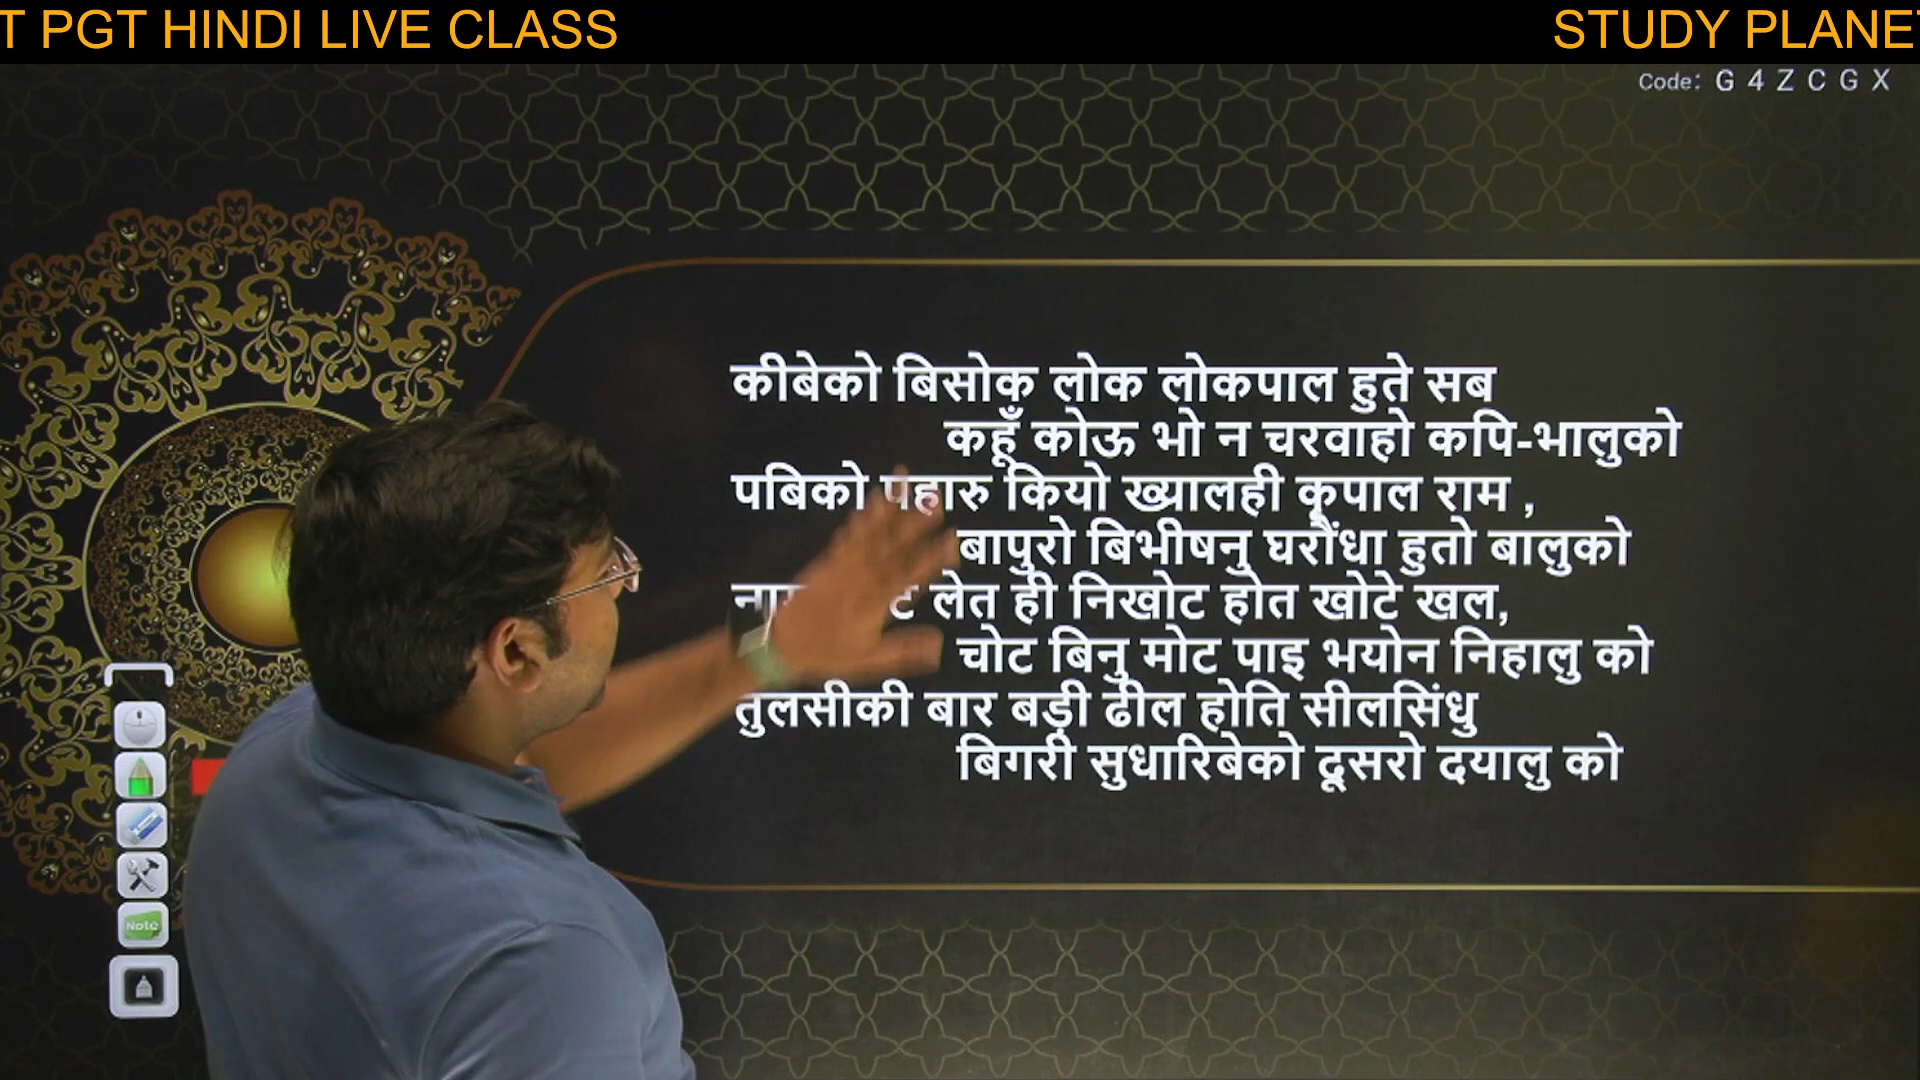 T PGT HINDI LIVE CLASS
STUDY PLANE
Code: G 4 Z C G X
कीबेको बिसोक लोक लोकपाल हुते सब
कहूँ कोऊ भो न चरवाहो कपि-भालुको
पबिको पहारु कियो ख्यालही कृपाल राम ,
बापुरो बिभीषनु घरौंधा हुतो बालुको
लेत ही निखोट होत खोटे खल,
चोट बिनु मोट पाइ भयोन निहालु को
तुलसीकी बार बड़ी ढील होति सीलसिंधु
बिगरी सुधारिबेको दूसरो दयालु को
Note